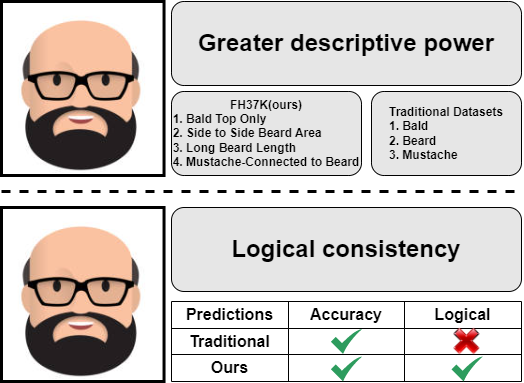 Greater descriptive power
FH37K(ours)
1. Bald Top Only
2. Side to Side Beard Area
3. Long Beard Length
4. Mustache-Connected to Beard
Traditional Datasets
1. Bald
2. Beard
3. Mustache
Logical consistency
Predictions Accuracy Logical
Traditional
Ours